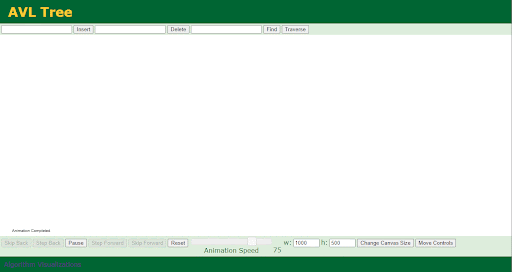 AVL Tree
Insert Delete Find Traverse
Animation Completed
Skip Back Step Back Pause Step Forward Skip Forward Reset w: 1000 h: 500 Change Canvas Size Move Controls
Animation Speed 75